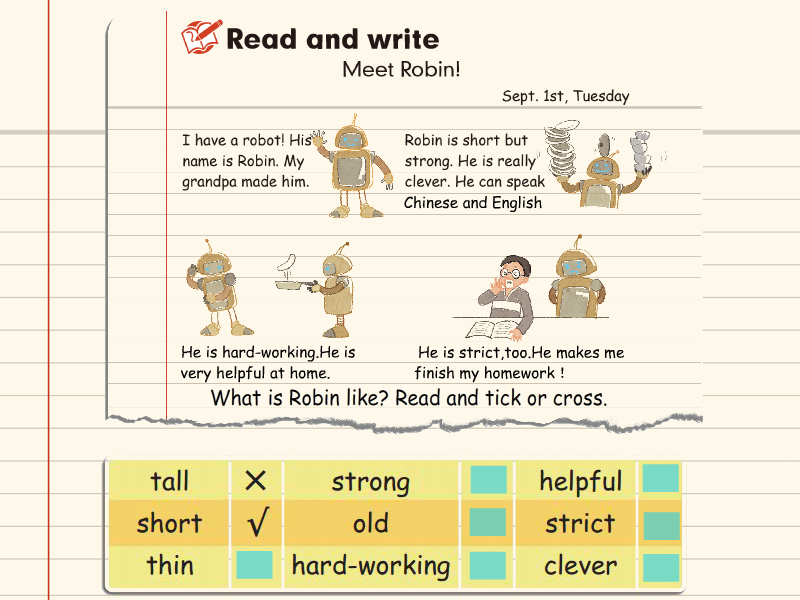 Read and write
Meet Robin!
Sept. 1st, Tuesday
I have a robot! His
name is Robin. My
grandpa made him.
Robin is short but
strong. He is really
clever. He can speak
Chinese and English
He is hard-working.He is
very helpful at home.
He is strict,too.He makes me
finish my homework !
What is Robin like? Read and tick or cross.
tall × strong helpful
short √ old strict
thin hard-working clever